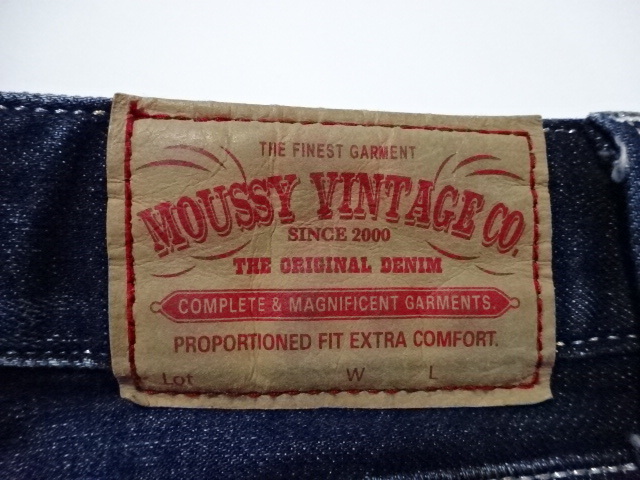 THE FINEST GARMENT
MOUSSY VINTAGE CO.
SINCE 2000
THE ORIGINAL DENIM
COMPLETE & MAGNIFICENT GARMENTS.
PROPORTIONED FIT EXTRA COMFORT.
Lot W L